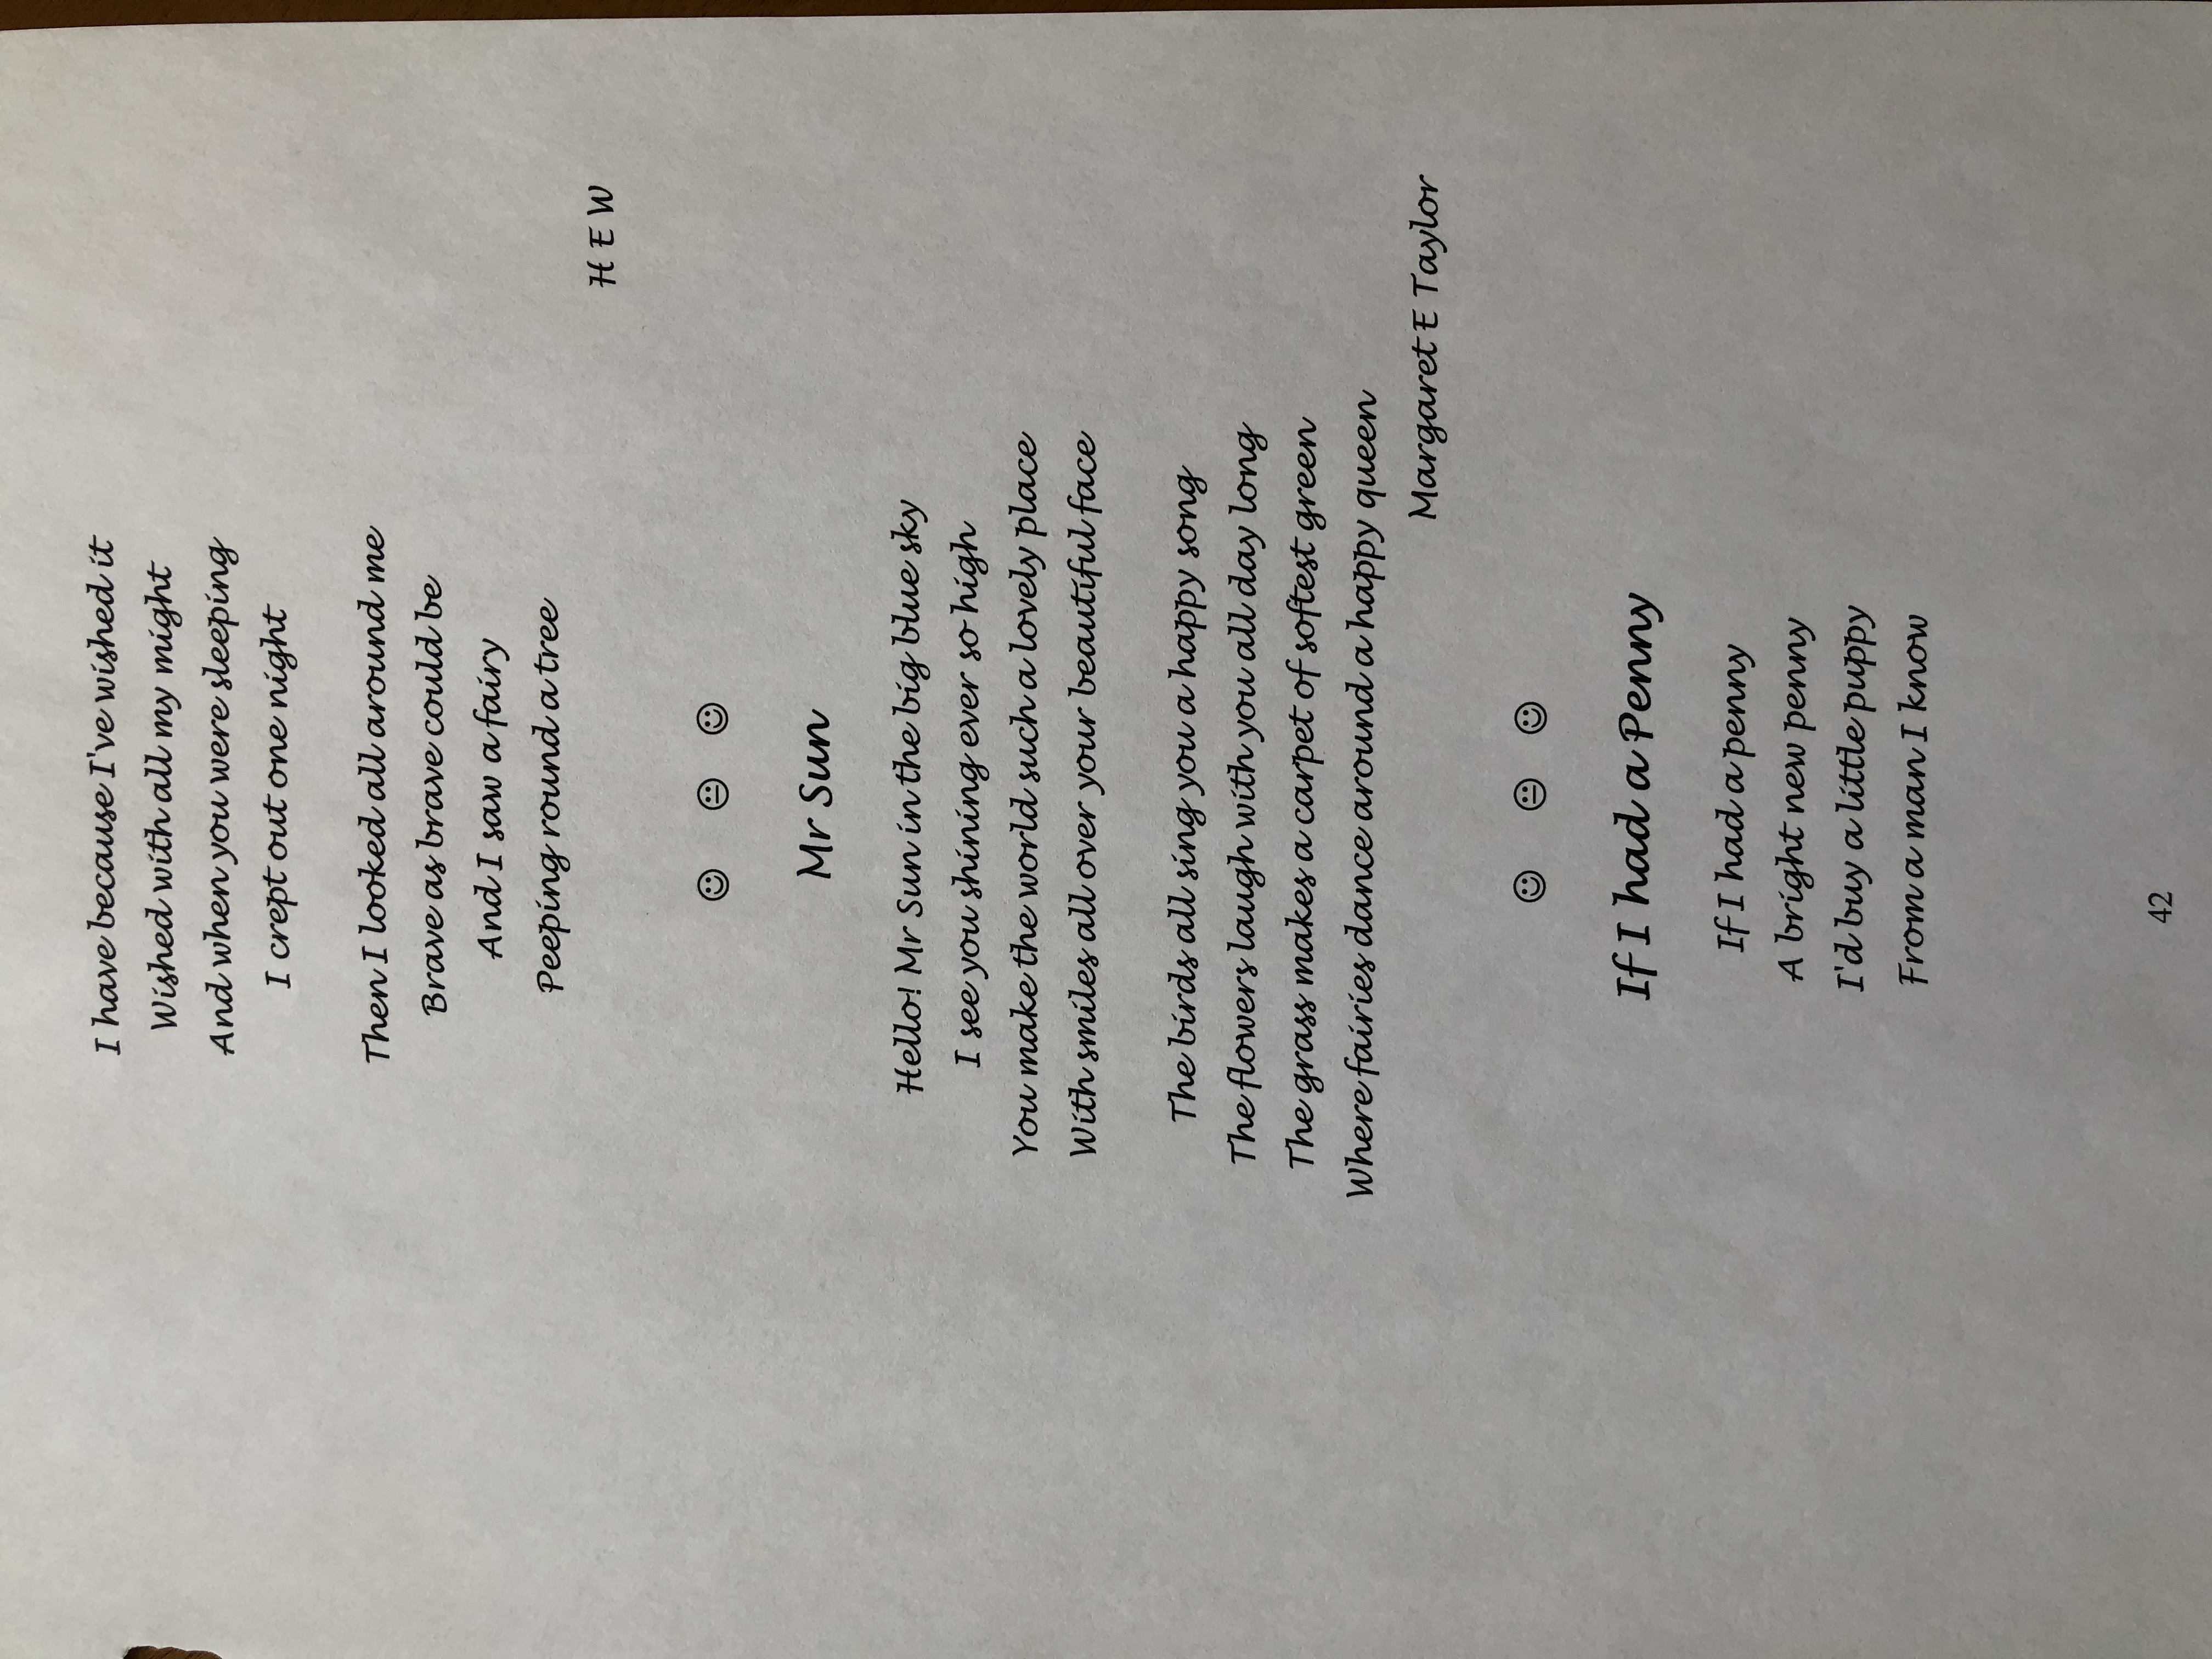 I have because I've wished it
Wished with all my might
And when you were sleeping
I crept out one night
Then I looked all around me
Brave as brave could be
And I saw a fairy
Peeping round a tree
H E W
☺ 😐 ☺
Mr Sun
Hello! Mr Sun in the big blue sky
I see you shining ever so high
You make the world such a lovely place
With smiles all over your beautiful face
The birds all sing you a happy song
The flowers laugh with you all day long
The grass makes a carpet of softest green
Where fairies dance around a happy queen
Margaret E Taylor
☺ 😐 ☺
If I had a Penny
If I had a penny
A bright new penny
I'd buy a little puppy
From a man I know
42